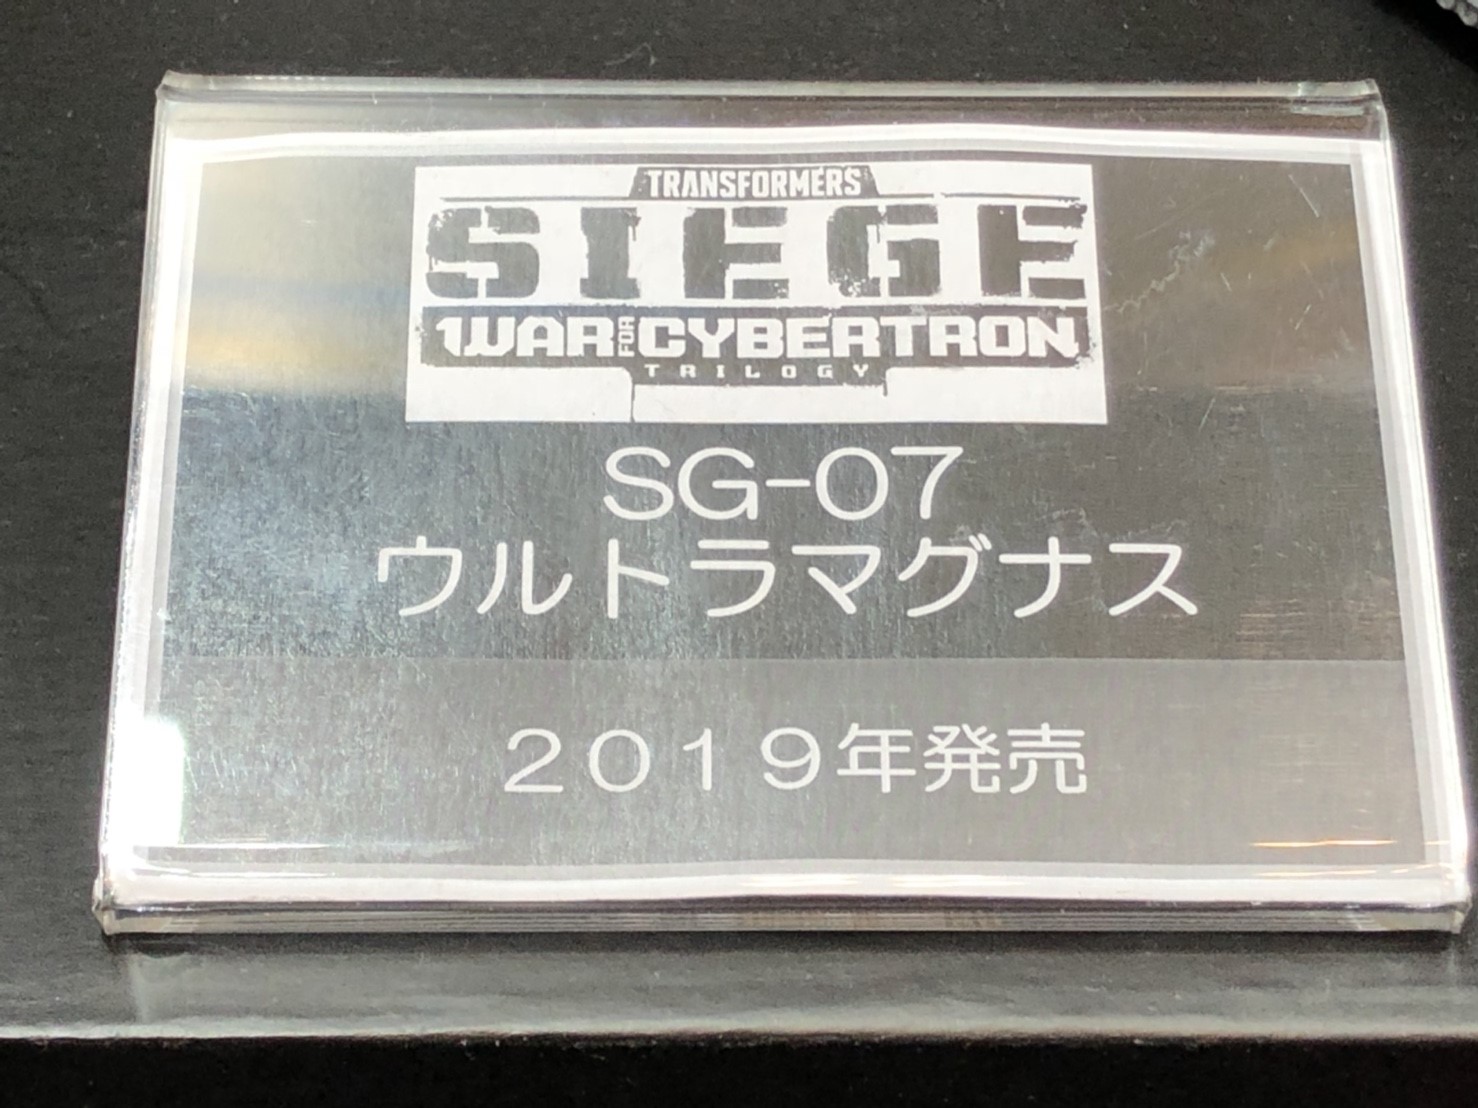 TRANSFORMERS
SIEGE
WAR FOR CYBERTRON
TRILOGY
SG-07
ウルトラマグナス
２０１９年発売